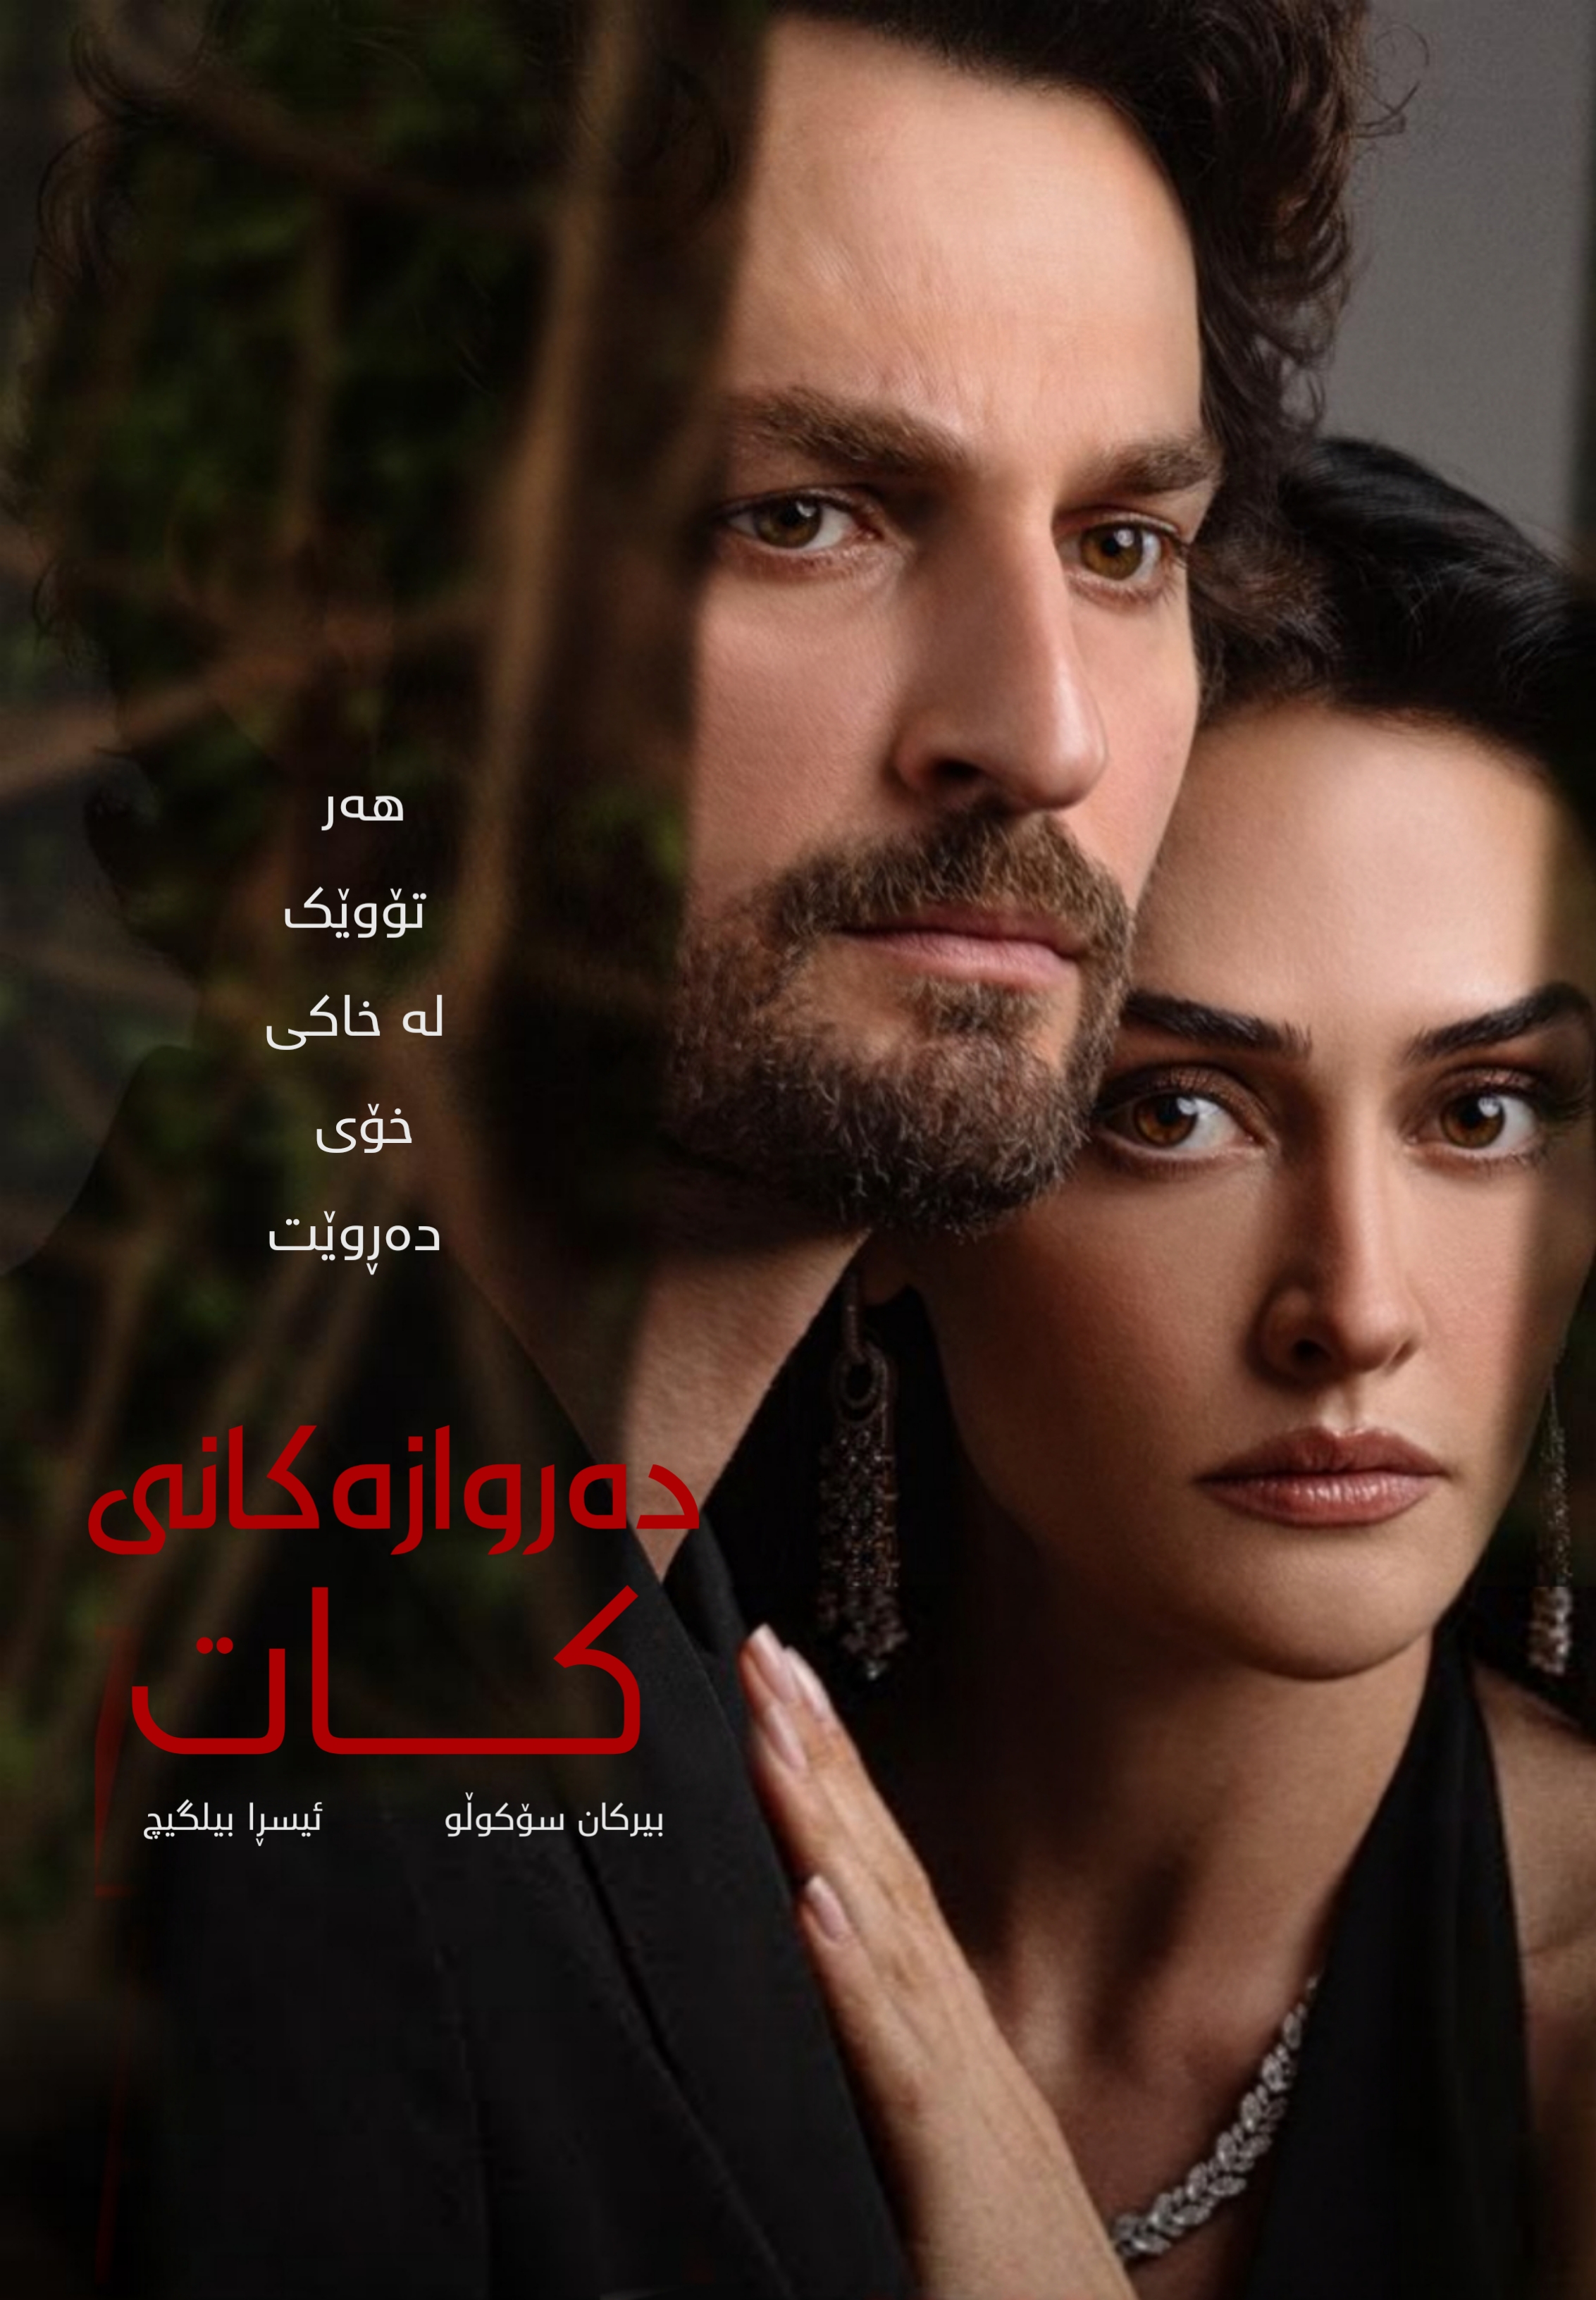 هەر
تۆوێک
لە خاکی
خۆی
دەڕوێت
دەروازەکانی
کات
بیرکان سۆکوڵو ئیسڕا بیلگیچ